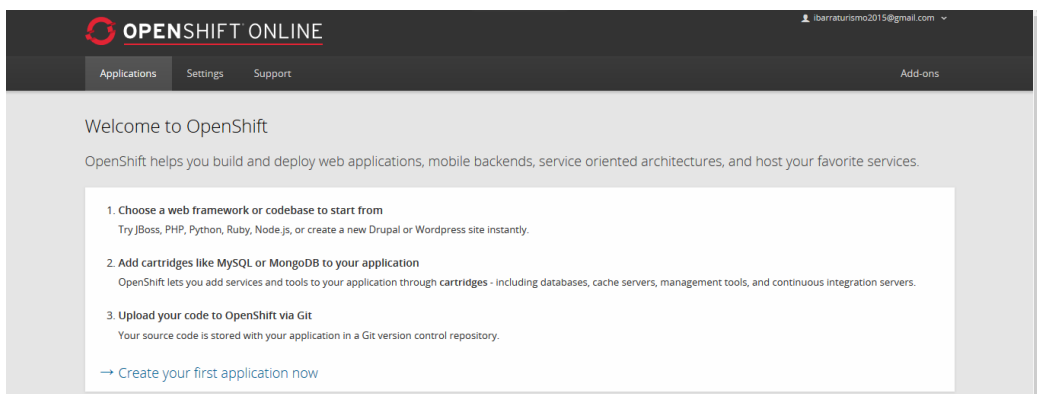 OPENSHIFT ONLINE
ibarraturismo2015@gmail.com
Applications Settings Support Add-ons
Welcome to OpenShift
OpenShift helps you build and deploy web applications, mobile backends, service oriented architectures, and host your favorite services.
1. Choose a web framework or codebase to start from
Try JBoss, PHP, Python, Ruby, Node.js, or create a new Drupal or Wordpress site instantly.
2. Add cartridges like MySQL or MongoDB to your application
OpenShift lets you add services and tools to your application through cartridges - including databases, cache servers, management tools, and continuous integration servers.
3. Upload your code to OpenShift via Git
Your source code is stored with your application in a Git version control repository.
→ Create your first application now